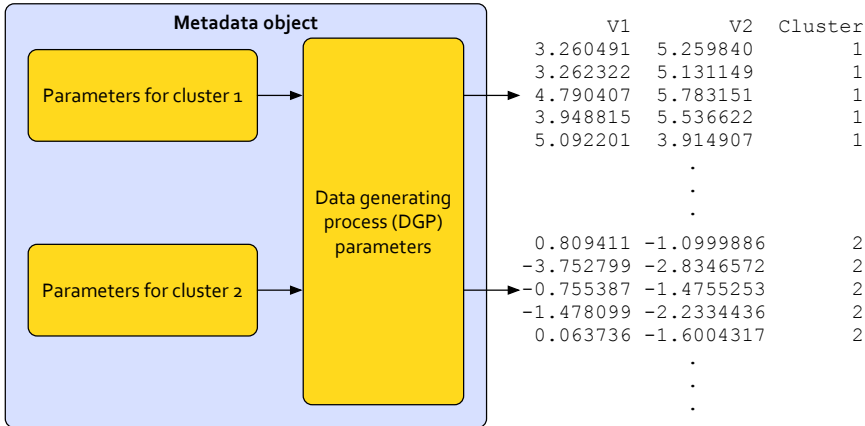 Metadata object
Parameters for cluster 1
Parameters for cluster 2
Data generating
process (DGP)
parameters
V1 V2 Cluster
3.260491 5.259840 1
3.262322 5.131149 1
4.790407 5.783151 1
3.948815 5.536622 1
5.092201 3.914907 1
.
.
.
0.809411 -1.0999886 2
-3.752799 -2.8346572 2
-0.755387 -1.4755253 2
-1.478099 -2.2334436 2
0.063736 -1.6004317 2
.
.
.